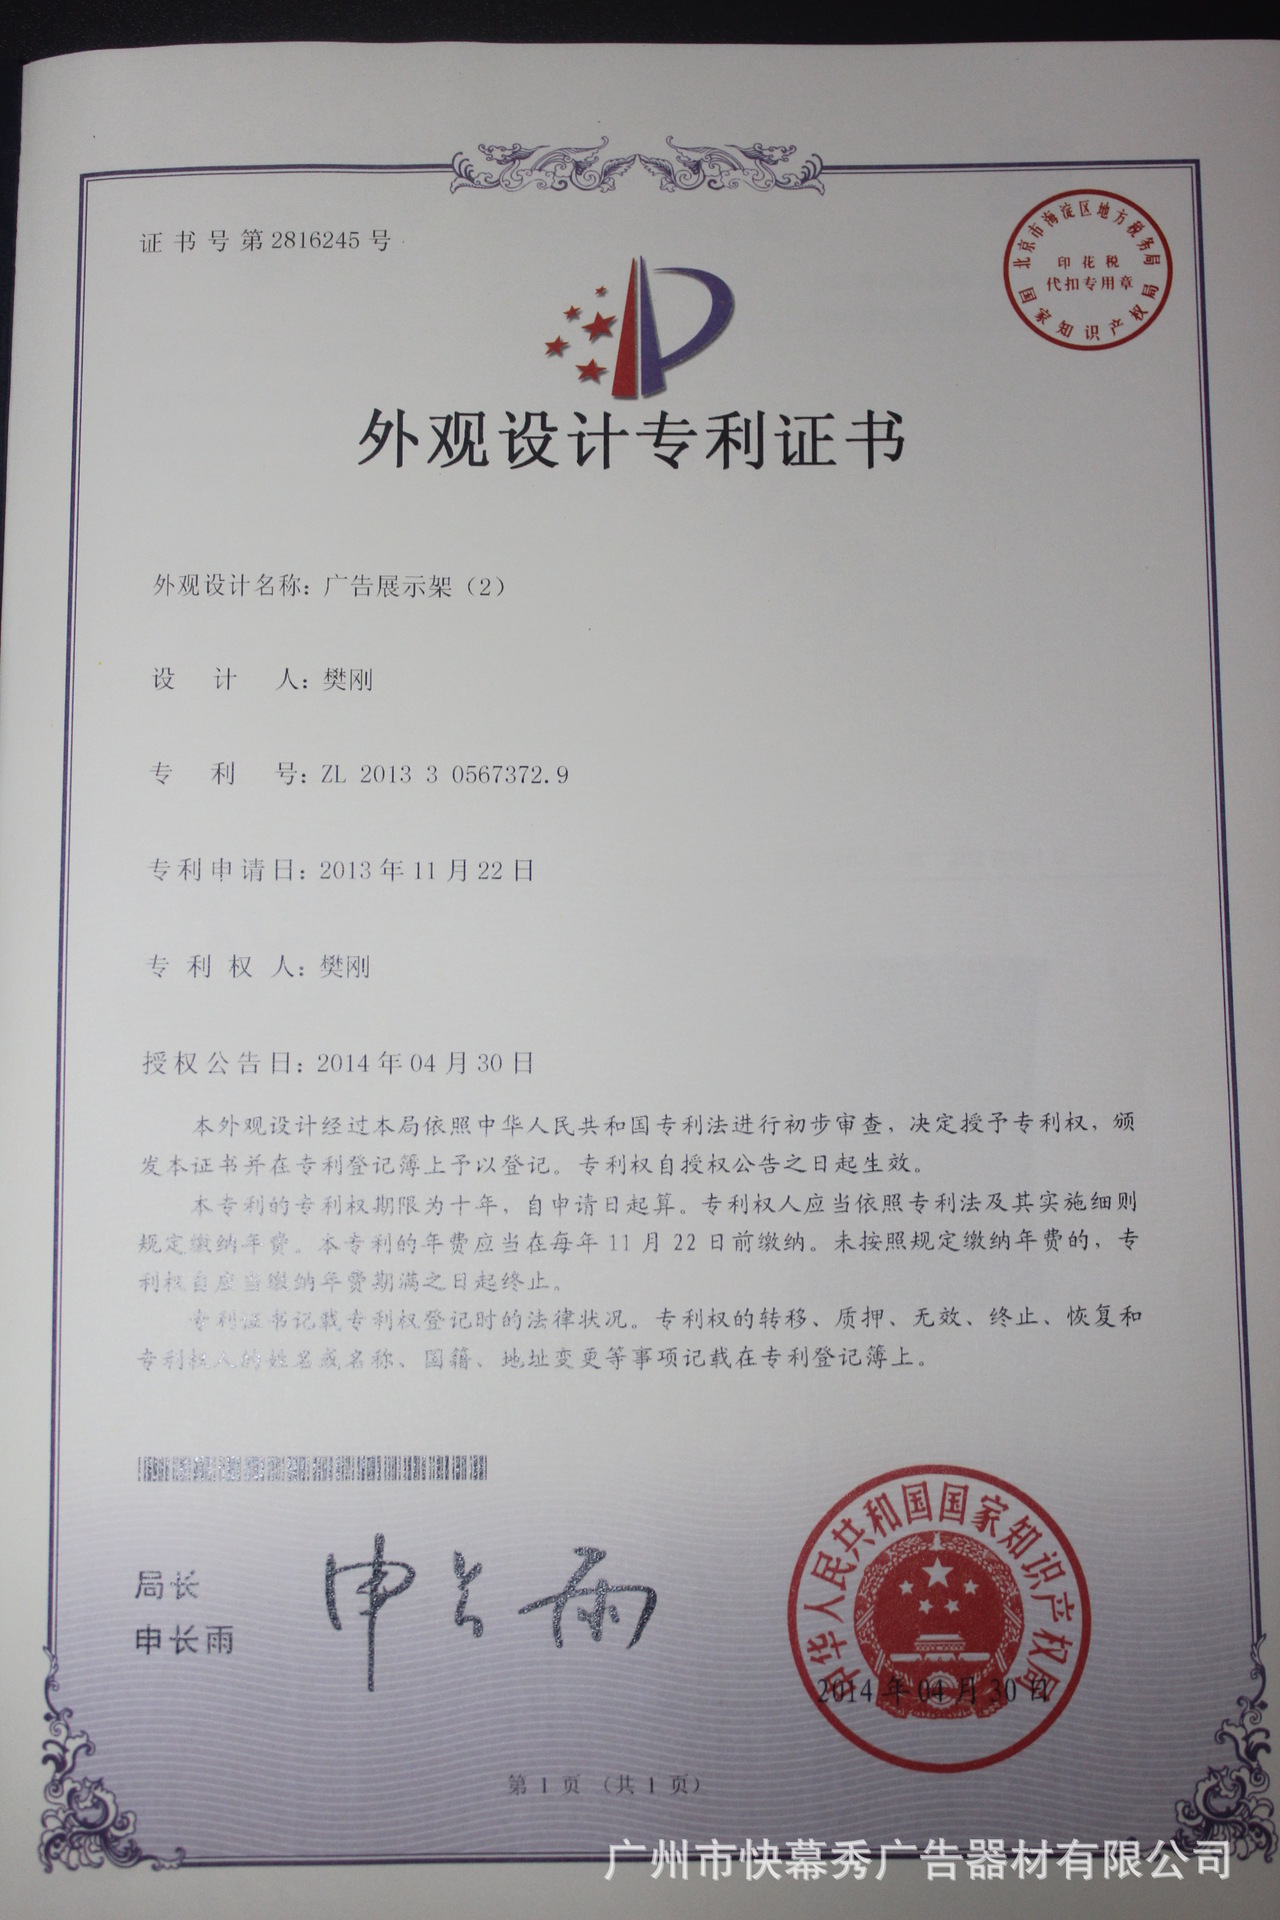 证书号第2816245号
北京市海淀区地方税务局
印花税
代扣专用章
国家知识产权局
外观设计专利证书
外观设计名称：广告展示架（2）
设计人：樊刚
专利号：ZL 2013 3 0567372.9
专利申请日：2013年11月22日
专利权人：樊刚
授权公告日：2014年04月30日
本外观设计经过本局依照中华人民共和国专利法进行初步审查，决定授予专利权，颁
发本证书并在专利登记簿上予以登记。专利权自授权公告之日起生效。
本专利的专利权期限为十年，自申请日起算。专利权人应当依照专利法及其实施细则
规定缴纳年费。本专利的年费应当在每年11月22日前缴纳。未按照规定缴纳年费的，专
利权自应当缴纳年费期满之日起终止。
专利证书记载专利权登记时的法律状况。专利权的转移、质押、无效、终止、恢复和
专利权人的姓名或名称、国籍、地址变更等事项记载在专利登记簿上。
局长
申长雨
申长雨
中华人民共和国国家知识产权局
2014年04月30日
第1页（共1页）
广州市快幕秀广告器材有限公司